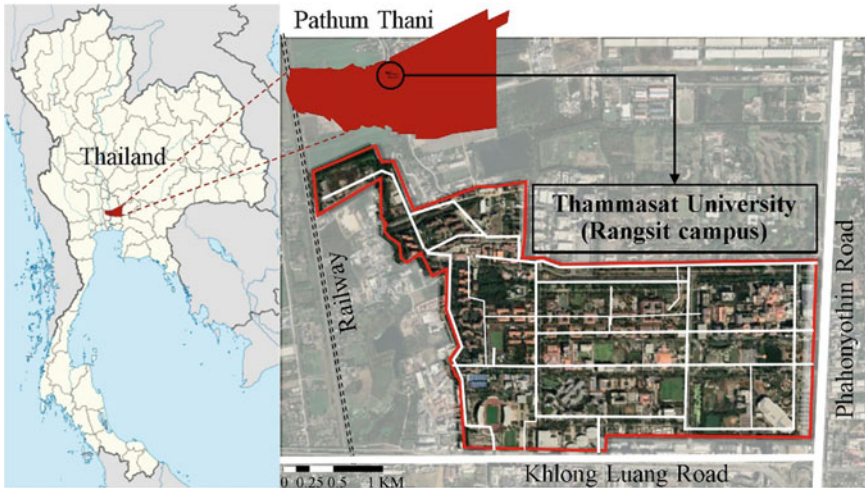 Pathum Thani
Thailand
Thammasat University
(Rangsit campus)
Railway
Phahonyothin Road
0 0.25 0.5 1 KM
Khlong Luang Road